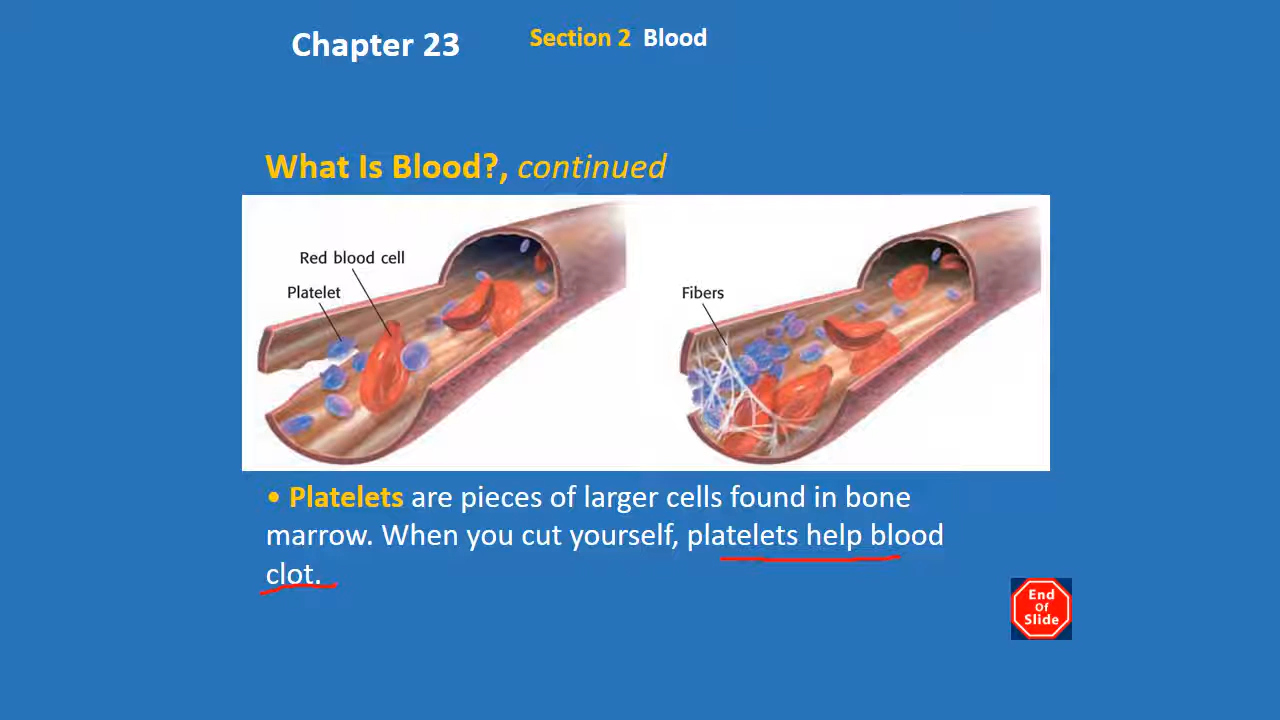 Chapter 23
Section 2 Blood
What Is Blood?, continued
Red blood cell
Platelet
Fibers
• Platelets are pieces of larger cells found in bone
marrow. When you cut yourself, platelets help blood
clot.
End
Of
Slide